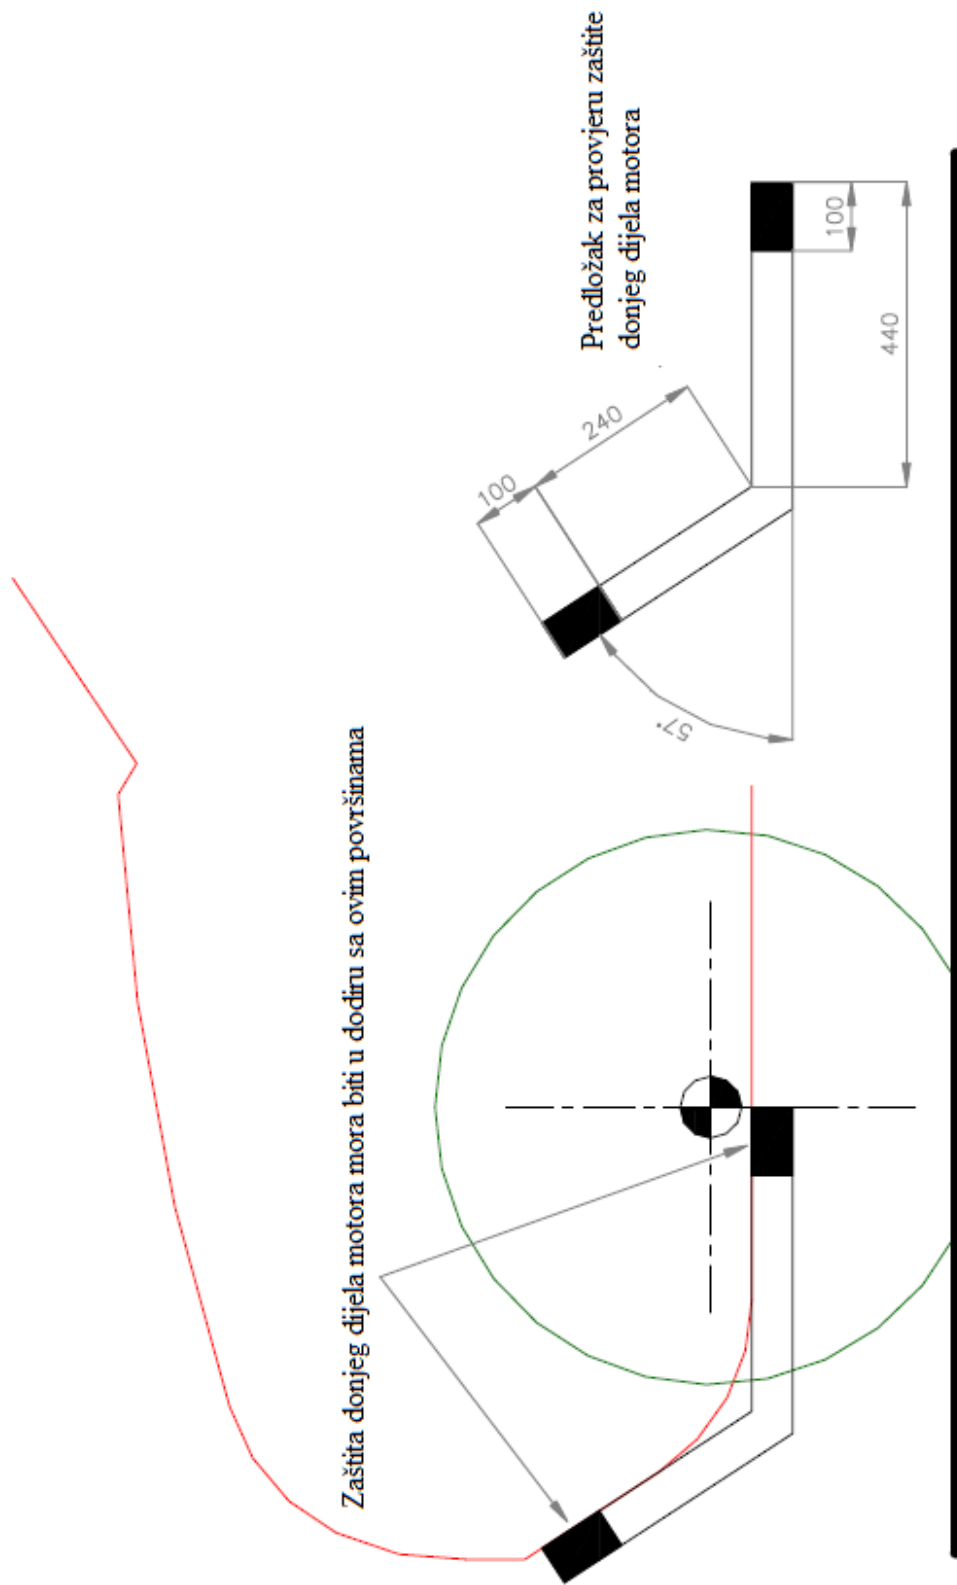 Zaštita donjeg dijela motora mora biti u dodiru sa ovim površinama
Predložak za provjeru zaštite
donjeg dijela motora
100
240
57°
100
440